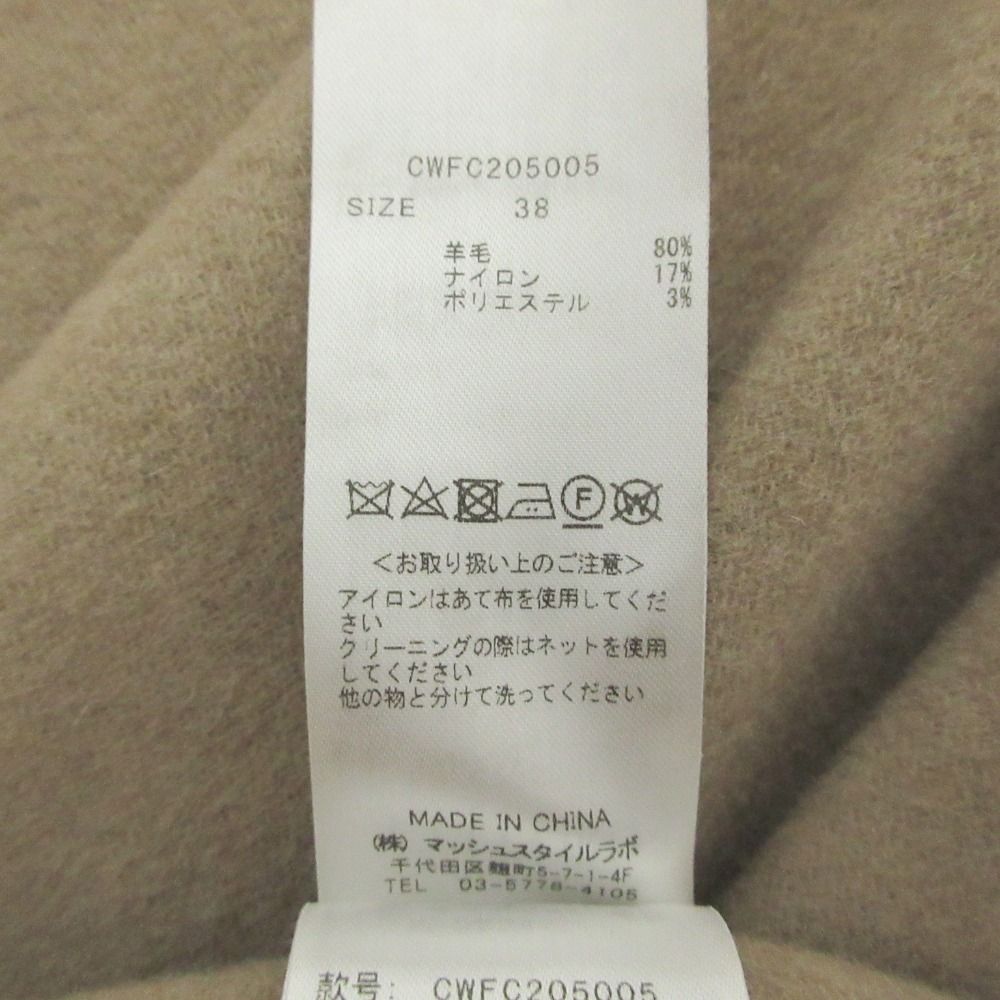 CWFC205005
SIZE 38
羊毛 80%
ナイロン 17%
ポリエステル 3%
F W
＜お取り扱い上のご注意＞
アイロンはあて布を使用してくだ
さい
クリーニングの際はネットを使用
してください
他の物と分けて洗ってください
MADE IN CHINA
(株) マッシュスタイルラボ
千代田区麹町5-7-1-4F
TEL 03-5778-4105
款号: CWFC205005